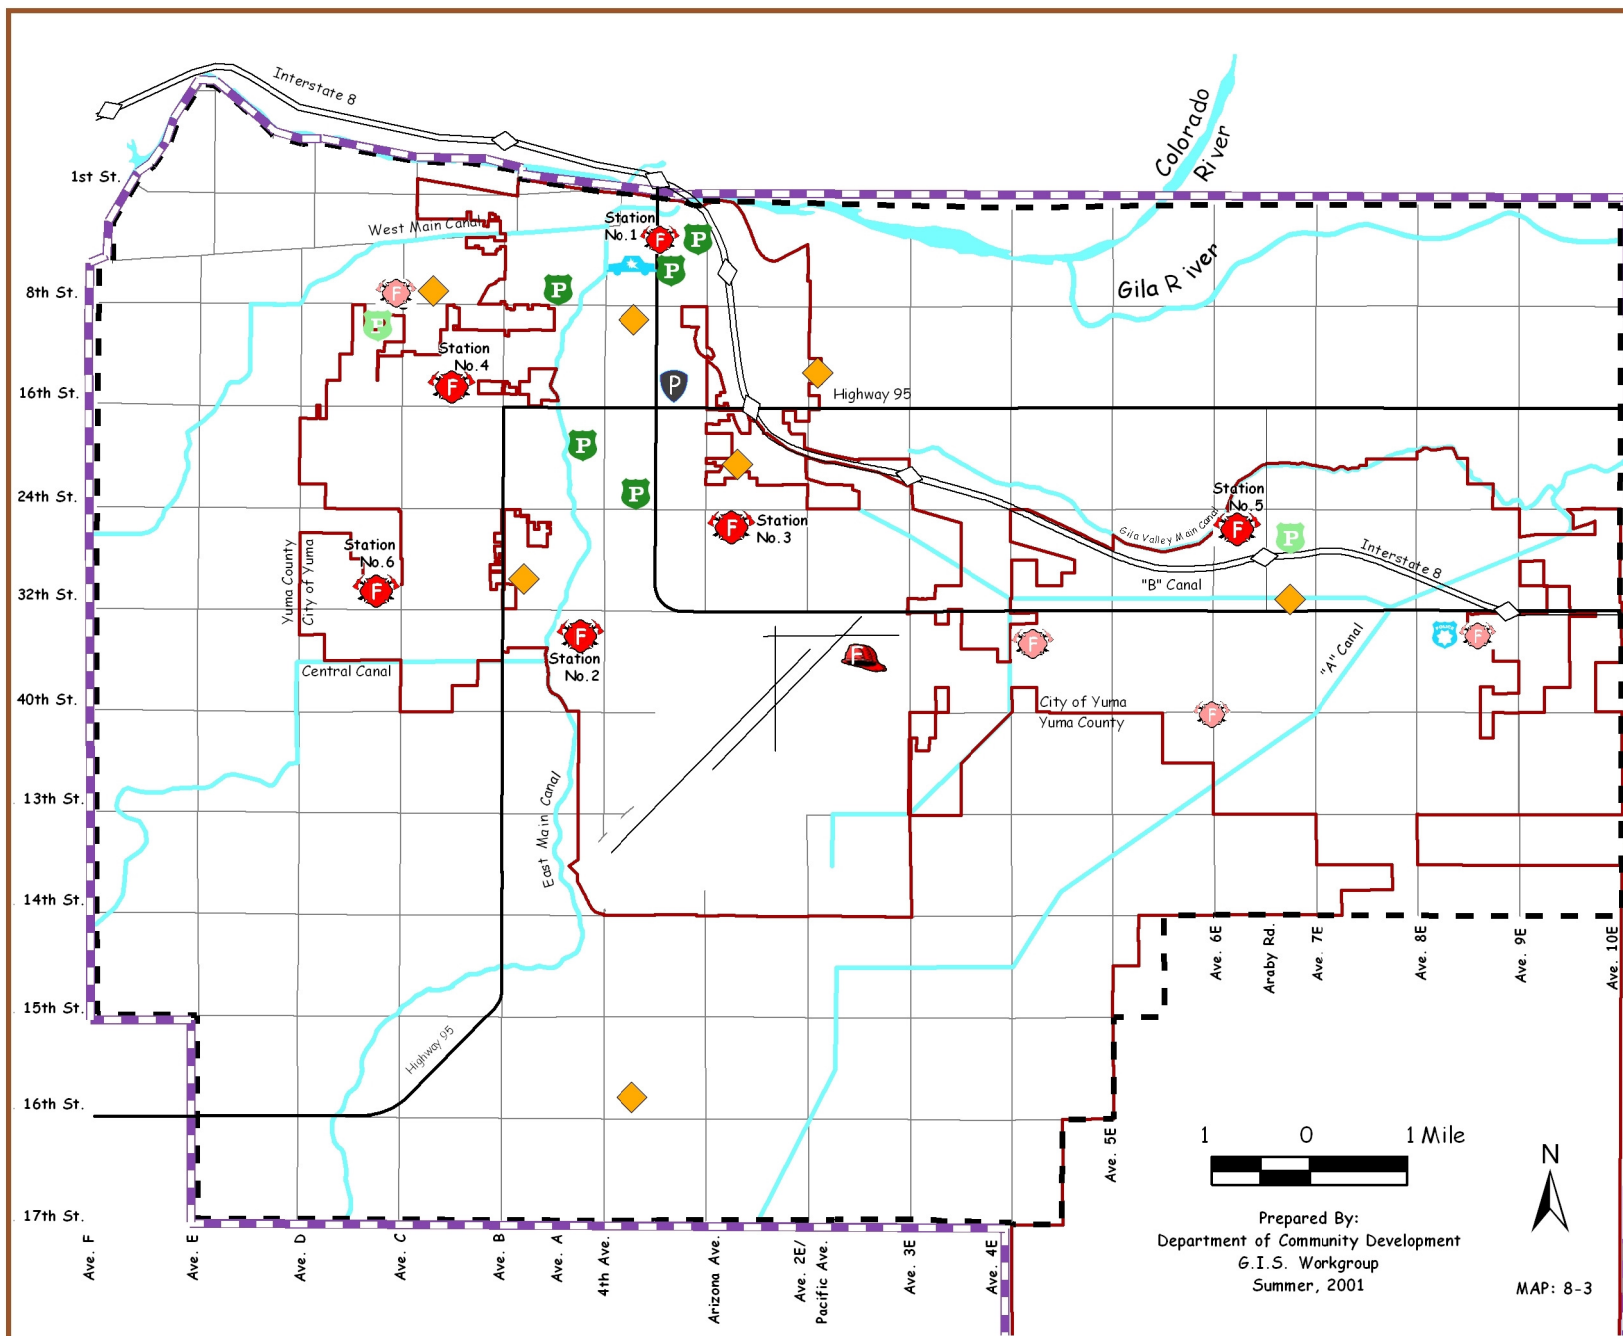 Interstate 8
Colorado
River
1st St.
West Main Canal
Station
No.1
F
P
P
Gila River
8th St.
F
P
P
Station
No.4
F
16th St.
P
Highway 95
P
24th St.
P
Station
No.5
F
Station
No.3
F
Gila Valley Main Canal
P
Yuma County
City of Yuma
Station
No.6
F
Interstate 8
"B" Canal
32th St.
F
Station
No.2
F
F
POLICE
F
"A" Canal
Central Canal
40th St.
City of Yuma
Yuma County
F
East Main Canal
13th St.
14th St.
Ave. 6E
Araby Rd.
Ave. 7E
Ave. 8E
Ave. 9E
Ave. 10E
15th St.
Highway 95
16th St.
Ave. 5E
1 0 1 Mile
N
17th St.
Prepared By:
Department of Community Development
G.I.S. Workgroup
Summer, 2001
MAP: 8-3
Ave. F
Ave. E
Ave. D
Ave. C
Ave. B
Ave. A
4th Ave.
Arizona Ave.
Ave. 2E/
Pacific Ave.
Ave. 3E
Ave. 4E